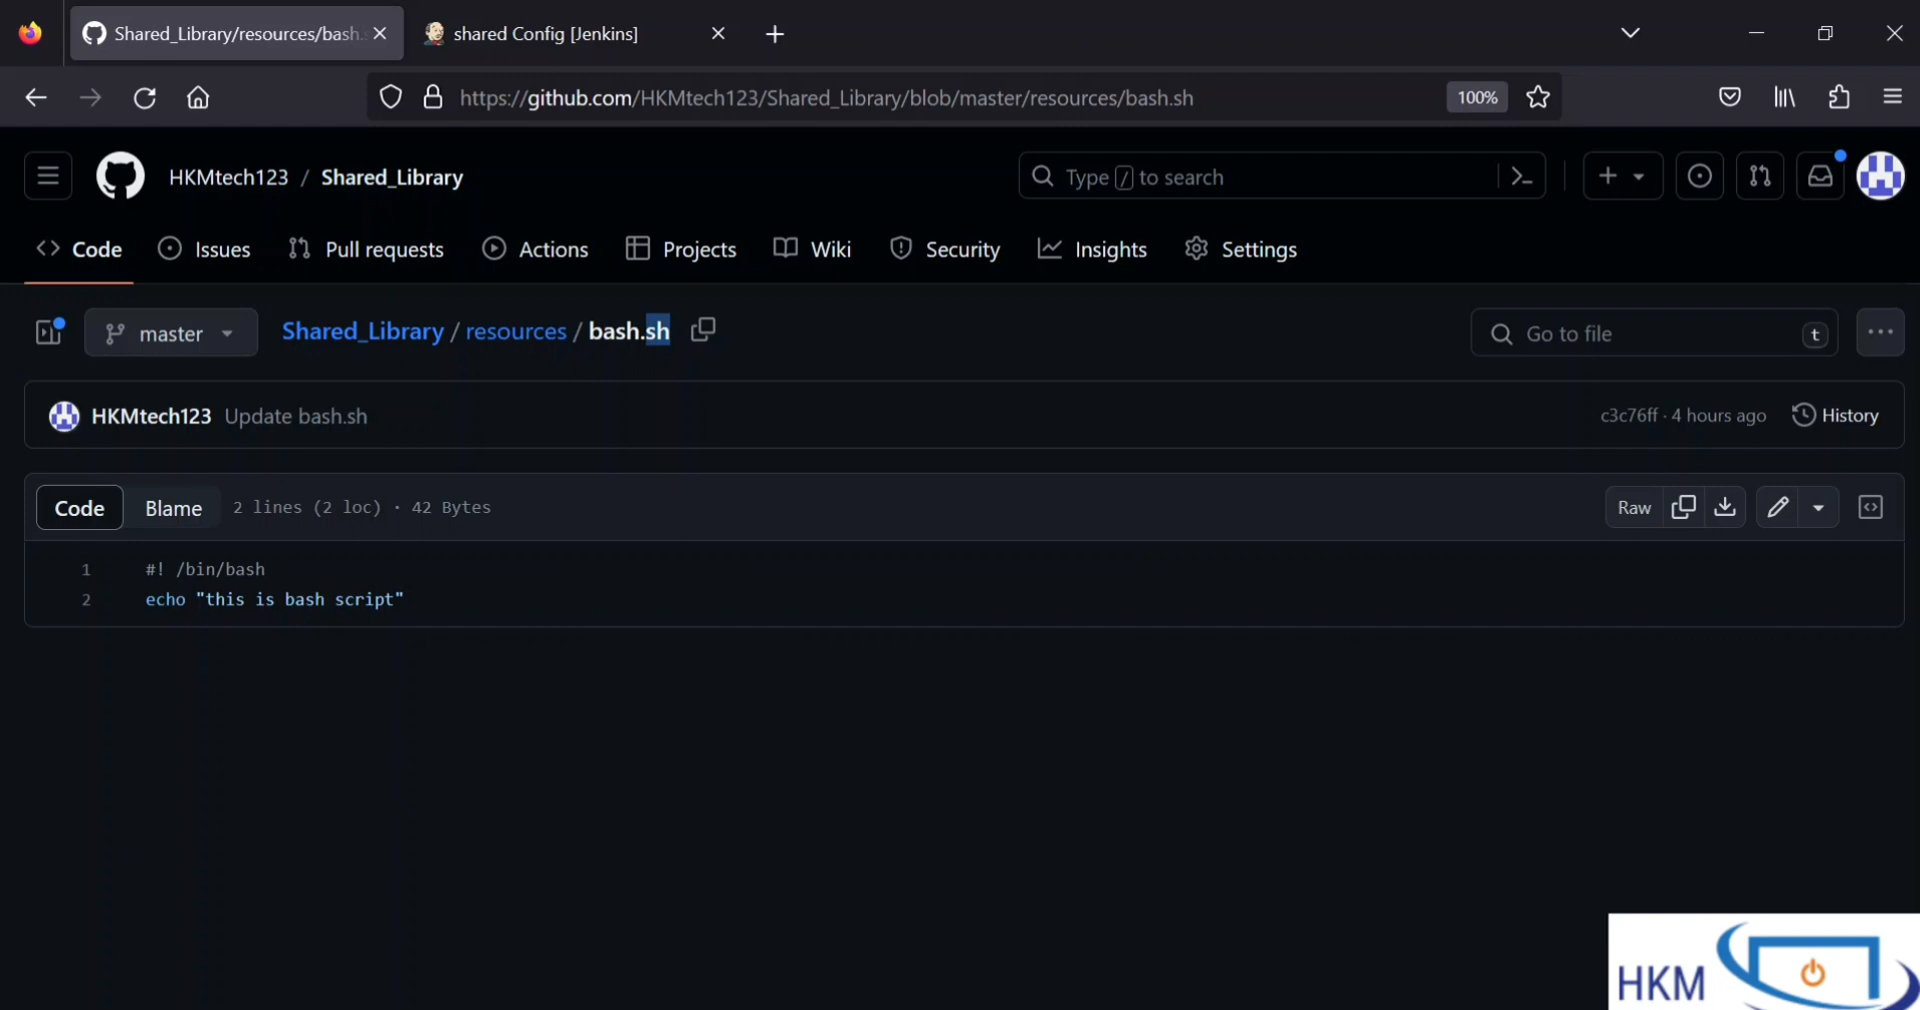 Shared_Library/resources/bash.
shared Config [Jenkins]
https://github.com/HKMtech123/Shared_Library/blob/master/resources/bash.sh
100%
HKMtech123 / Shared_Library
Type / to search
Code
Issues
Pull requests
Actions
Projects
Wiki
Security
Insights
Settings
master
Shared_Library / resources / bash.sh
Go to file
t
HKMtech123 Update bash.sh
c3c76ff · 4 hours ago
History
Code
Blame
2 lines (2 loc) · 42 Bytes
Raw
1 #! /bin/bash
2 echo "this is bash script"
HKM